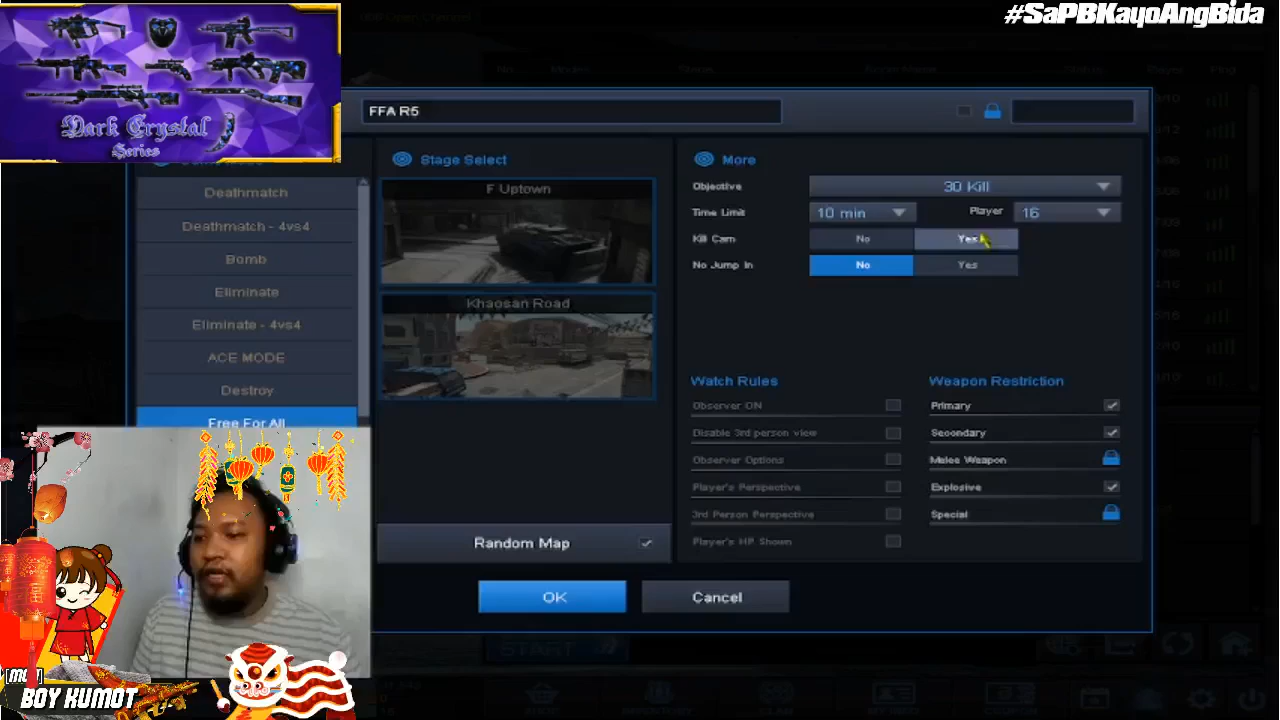 #SaPBKayoAngBida
Dark Crystal
Series
FFA R5
Deathmatch
Deathmatch - 4vs4
Bomb
Eliminate
Eliminate - 4vs4
ACE MODE
Destroy
Free For All
Stage Select
F Uptown
Khaosan Road
Random Map
More
Objective
30 Kill
Time Limit
10 min
Player
16
Kill Cam
No
Yes
No Jump In
No
Yes
Watch Rules
Observer ON
Disable 3rd person view
Observer Options
Player's Perspective
3rd Person Perspective
Player's HP Shown
Weapon Restriction
Primary
Secondary
Melee Weapon
Explosive
Special
OK
Cancel
START
BOY KUMOT